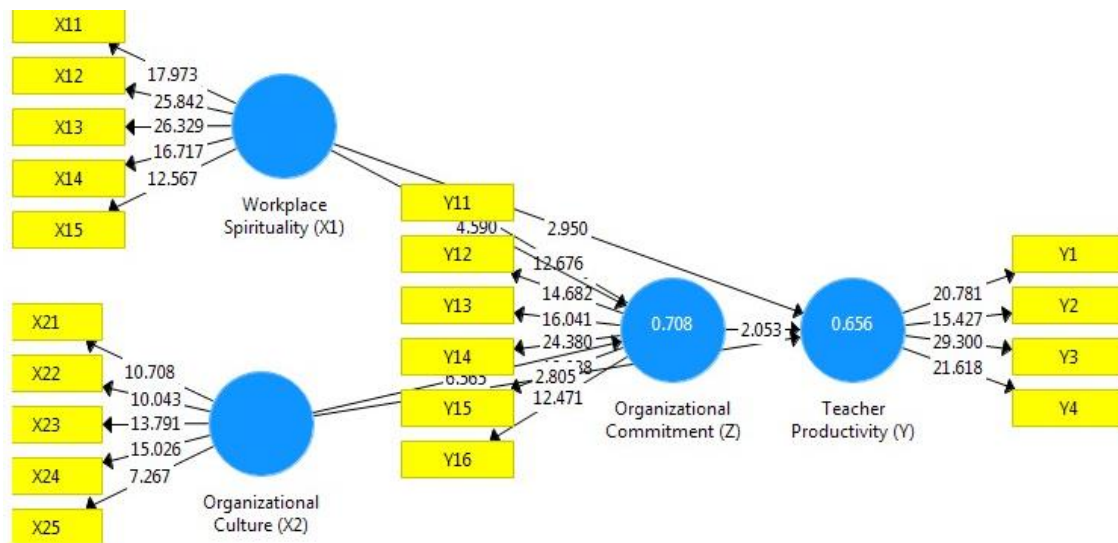 X11
X12
X13
X14
X15
17.973
25.842
26.329
16.717
12.567
Workplace
Spirituality (X1)
X21
X22
X23
X24
X25
10.708
10.043
13.791
15.026
7.267
Organizational
Culture (X2)
Y11
Y12
Y13
Y14
Y15
Y16
4.590
12.676
14.682
16.041
24.380
6.565
2.805
12.471
2.950
0.708
Organizational
Commitment (Z)
2.053
0.656
Teacher
Productivity (Y)
20.781
15.427
29.300
21.618
Y1
Y2
Y3
Y4